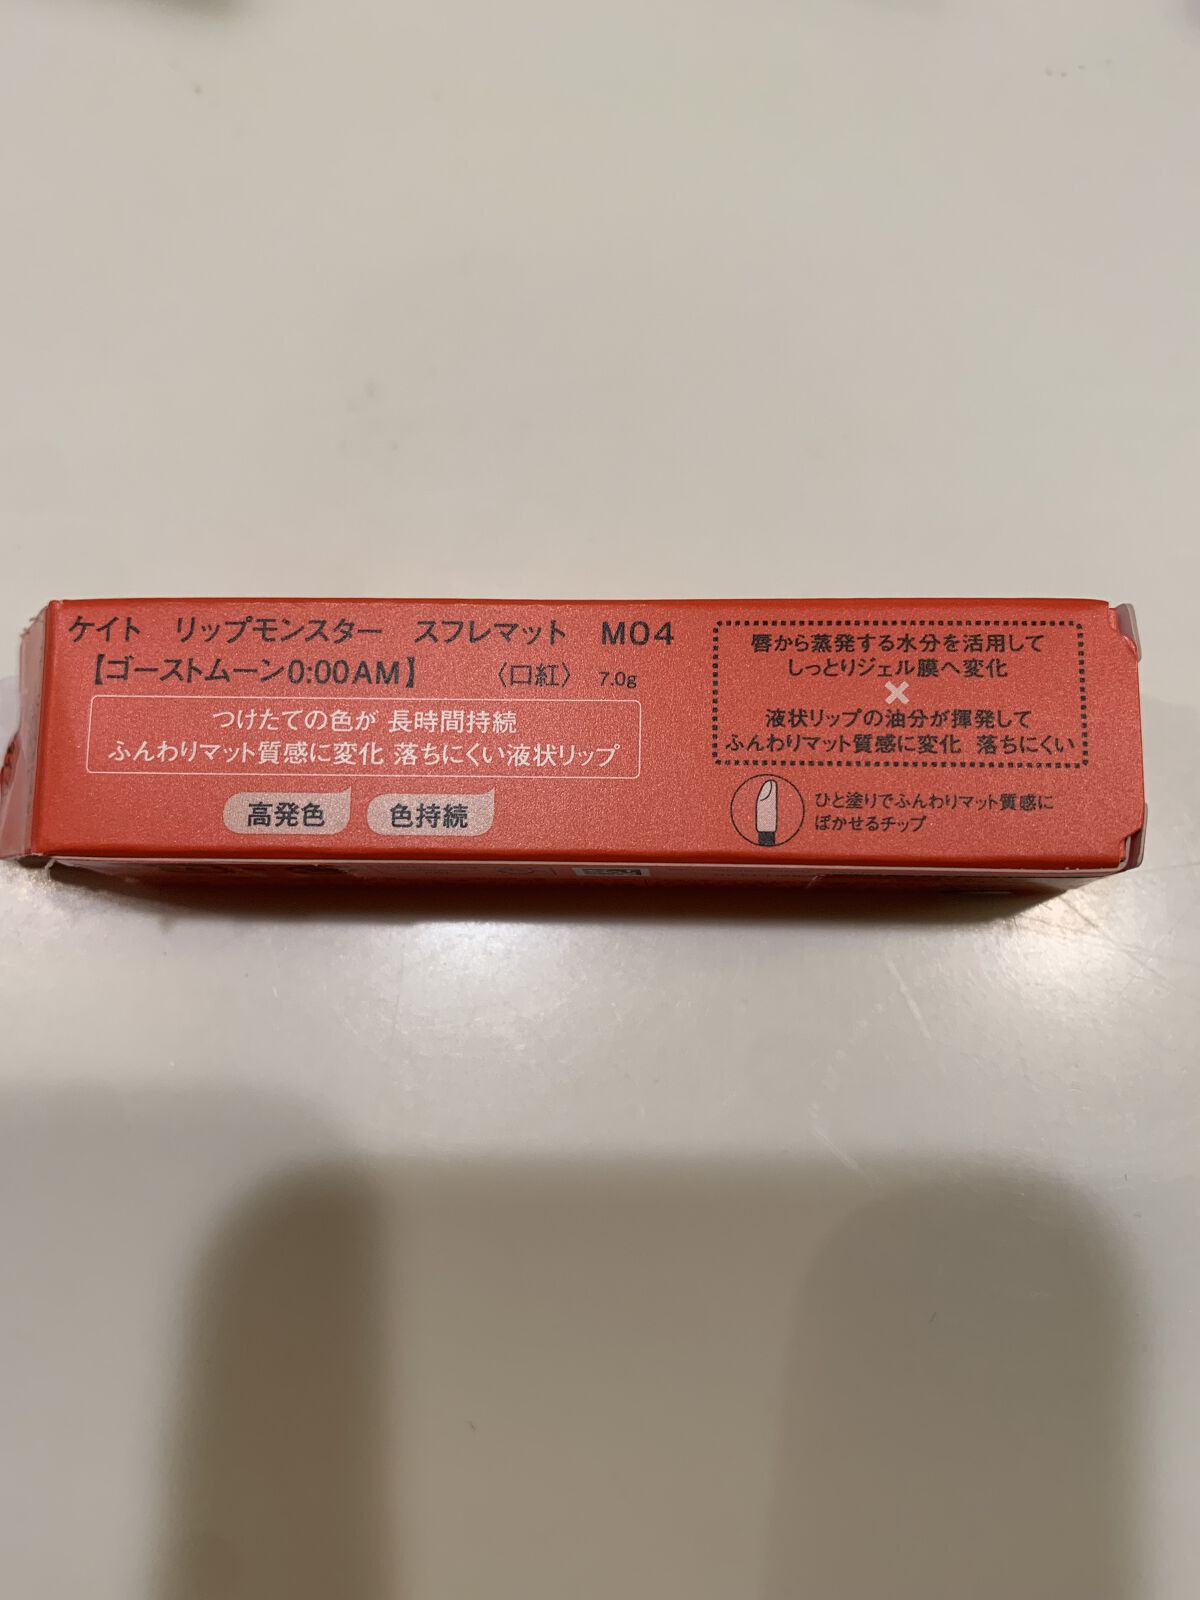 ケイト　リップモンスター　スフレマット　M04
【ゴーストムーン0:00AM】　〈口紅〉 7.0g
つけたての色が 長時間持続
ふんわりマット質感に変化 落ちにくい液状リップ
高発色　色持続
唇から蒸発する水分を活用して
しっとりジェル膜へ変化
×
液状リップの油分が揮発して
ふんわりマット質感に変化 落ちにくい
ひと塗りでふんわりマット質感に
ぼかせるチップ